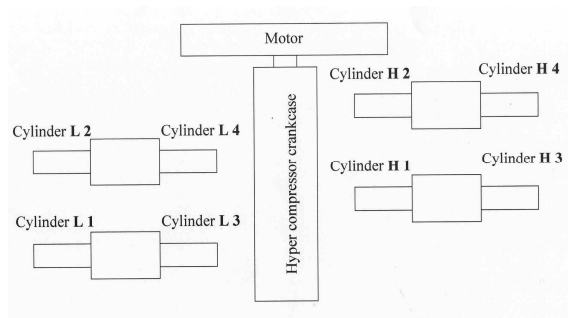 Motor
Cylinder H 2
Cylinder H 4
Cylinder L 2
Cylinder L 4
Hyper compressor crankcase
Cylinder H 1
Cylinder H 3
Cylinder L 1
Cylinder L 3